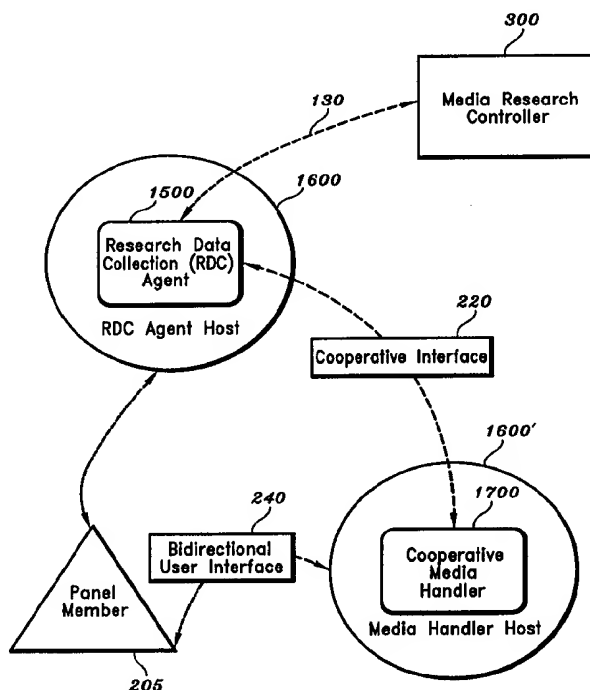 300
Media Research
Controller
130
1600
1500
Research Data
Collection (RDC)
Agent
RDC Agent Host
220
Cooperative Interface
1600'
1700
240
Bidirectional
User Interface
Cooperative
Media
Handler
Media Handler Host
Panel
Member
205